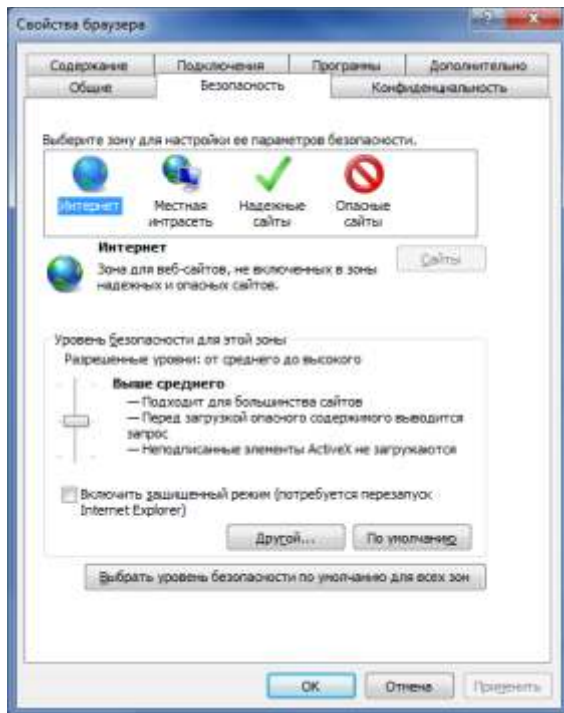 Свойства браузера
Содержание Подключения Программы Дополнительно
Общие Безопасность Конфиденциальность
Выберите зону для настройки ее параметров безопасности.
Интернет Местная интрасеть Надежные сайты Опасные сайты
Интернет
Сайты
Зона для веб-сайтов, не включенных в зоны
надежных и опасных сайтов.
Уровень безопасности для этой зоны
Разрешенные уровни: от среднего до высокого
Выше среднего
— Подходит для большинства сайтов
— Перед загрузкой опасного содержимого выводится
запрос
— Неподписанные элементы ActiveX не загружаются
Включить защищенный режим (потребуется перезапуск
Internet Explorer)
Другой... По умолчанию
Выбрать уровень безопасности по умолчанию для всех зон
OK Отмена Применить